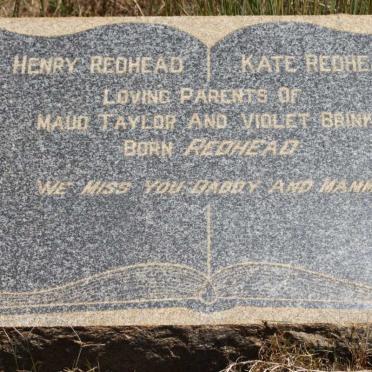 HENRY REDHEAD KATE REDHE
LOVING PARENTS OF
MAUD TAYLOR AND VIOLET BRINK
BORN REDHEAD
WE MISS YOU DADDY AND MAMM